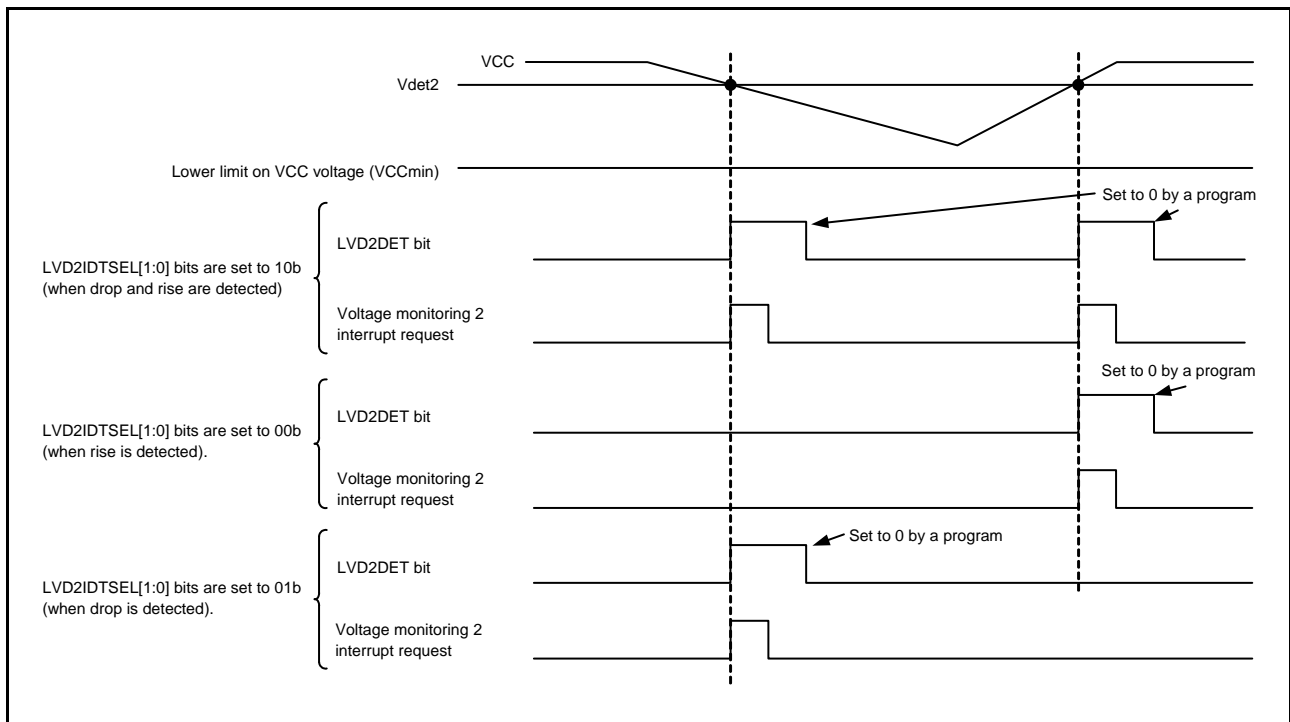 VCC
Vdet2
Lower limit on VCC voltage (VCCmin)
Set to 0 by a program
LVD2DET bit
LVD2IDTSEL[1:0] bits are set to 10b
(when drop and rise are detected)
Voltage monitoring 2
interrupt request
Set to 0 by a program
LVD2DET bit
LVD2IDTSEL[1:0] bits are set to 00b
(when rise is detected).
Voltage monitoring 2
interrupt request
Set to 0 by a program
LVD2DET bit
LVD2IDTSEL[1:0] bits are set to 01b
(when drop is detected).
Voltage monitoring 2
interrupt request